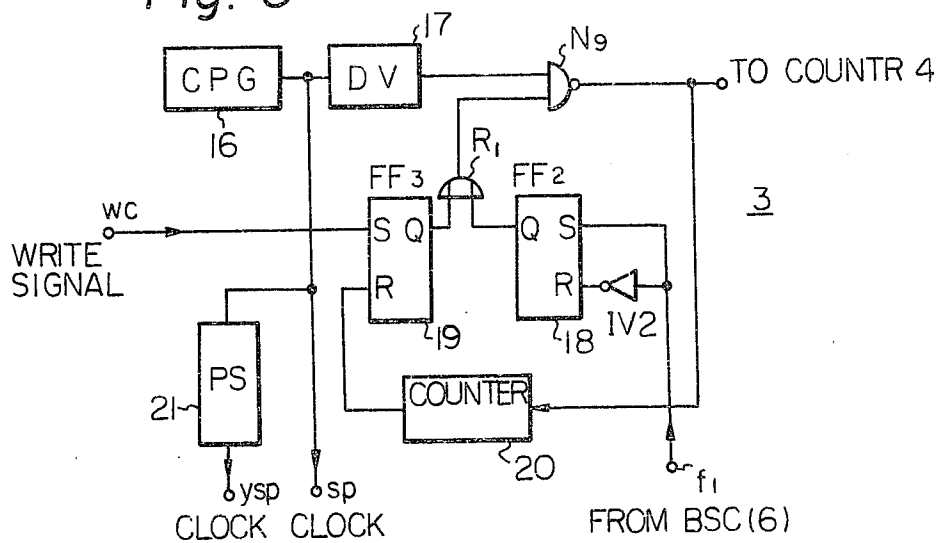 Fig.
17
N9
CPG
DV
TO COUNTR 4
16
R1
FF3
FF2
3
wc
S Q
Q S
WRITE
SIGNAL
R
R
IV2
19
18
PS
COUNTER
21
20
ysp
sp
f1
CLOCK
CLOCK
FROM BSC(6)